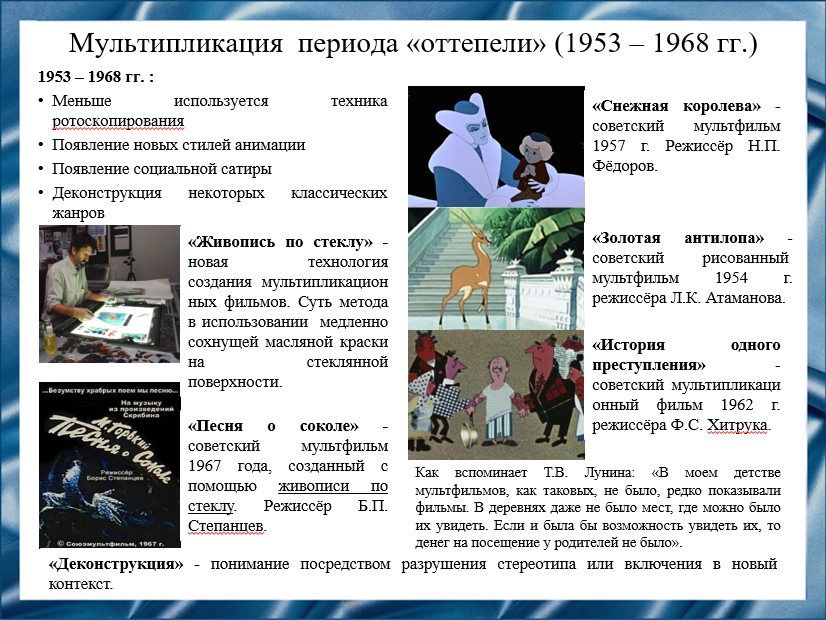 Мультипликация периода «оттепели» (1953 – 1968 гг.)
1953 – 1968 гг. :
• Меньше используется техника
ротоскопирования
• Появление новых стилей анимации
• Появление социальной сатиры
• Деконструкция некоторых классических
жанров
«Живопись по стеклу» -
новая технология
создания мультипликацион
ных фильмов. Суть метода
в использовании медленно
сохнущей масляной краски
на стеклянной
поверхности.
...Безумству храбрых поем мы песню...
На музыку
из произведений
Скрябина
М. Горький
Песня о Соколе
Режиссёр:
Борис Степанцев
© Союзмультфильм, 1967 г.
«Песня о соколе» -
советский мультфильм
1967 года, созданный с
помощью живописи по
стеклу. Режиссёр Б.П.
Степанцев.
«Снежная королева» -
советский мультфильм
1957 г. Режиссёр Н.П.
Фёдоров.
«Золотая антилопа» -
советский рисованный
мультфильм 1954 г.
режиссёра Л.К. Атаманова.
«История одного
преступления» -
советский мультипликаци
онный фильм 1962 г.
режиссёра Ф.С. Хитрука.
Как вспоминает Т.В. Лунина: «В моем детстве
мультфильмов, как таковых, не было, редко показывали
фильмы. В деревнях даже не было мест, где можно было
их увидеть. Если и была бы возможность увидеть их, то
денег на посещение у родителей не было».
«Деконструкция» - понимание посредством разрушения стереотипа или включения в новый
контекст.